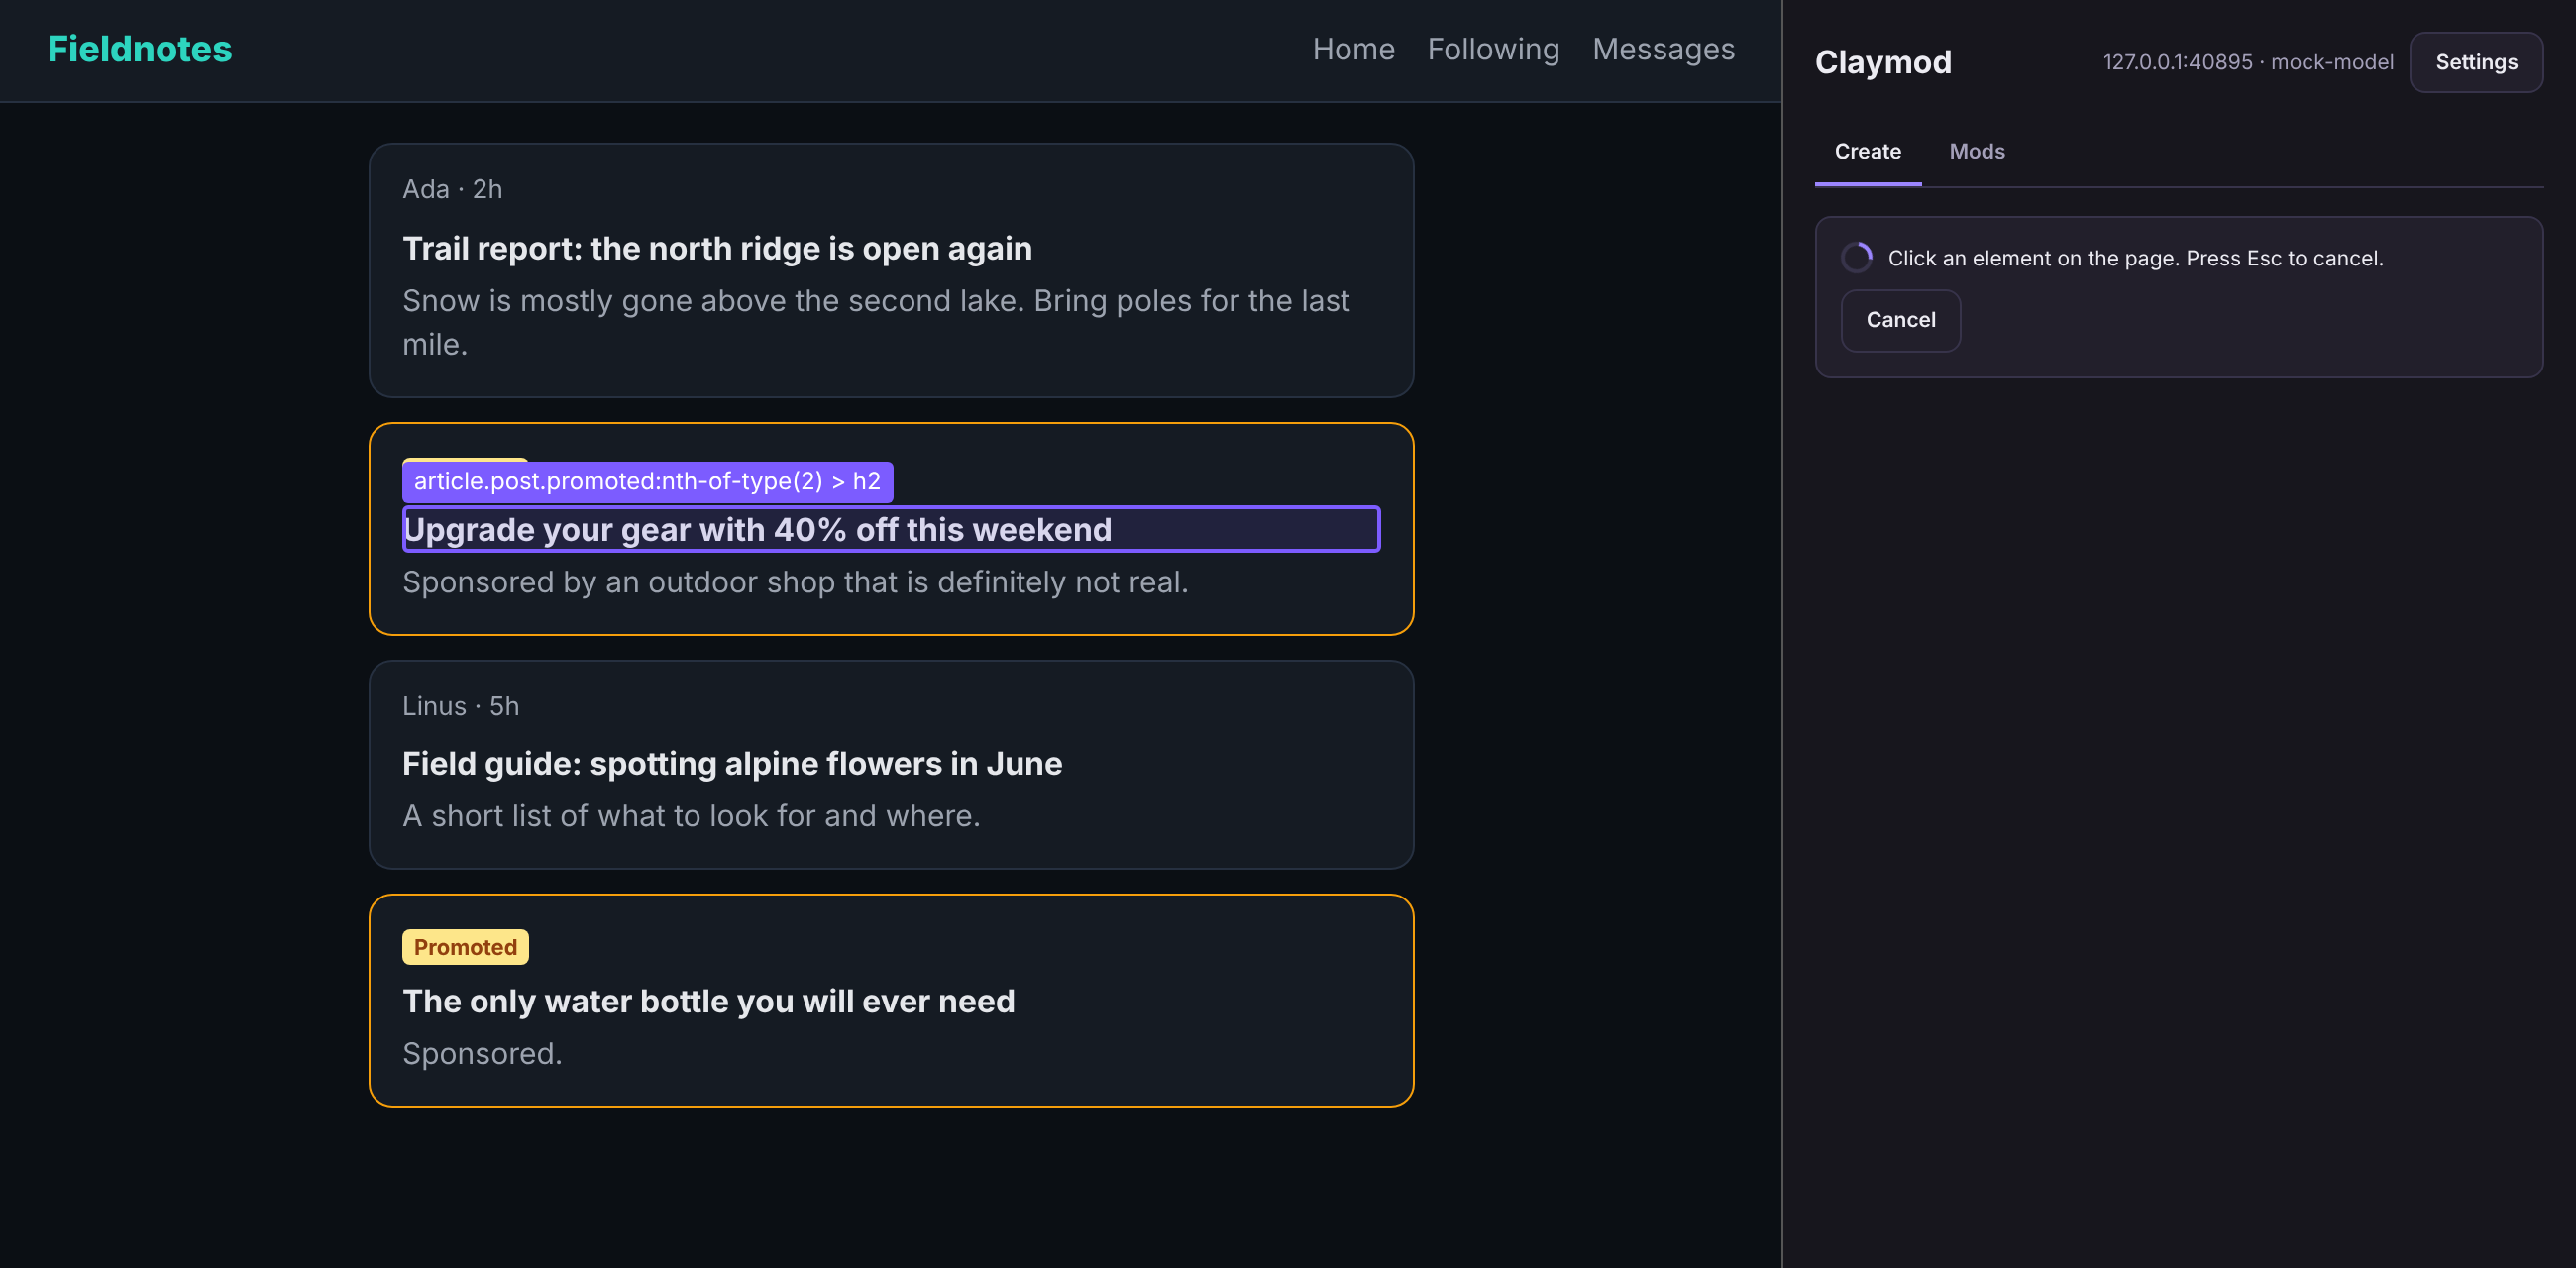 Fieldnotes
Home Following Messages
Ada · 2h
Trail report: the north ridge is open again
Snow is mostly gone above the second lake. Bring poles for the last
mile.
article.post.promoted:nth-of-type(2) > h2
Upgrade your gear with 40% off this weekend
Sponsored by an outdoor shop that is definitely not real.
Linus · 5h
Field guide: spotting alpine flowers in June
A short list of what to look for and where.
Promoted
The only water bottle you will ever need
Sponsored.
Claymod
127.0.0.1:40895 · mock-model
Settings
Create Mods
Click an element on the page. Press Esc to cancel.
Cancel